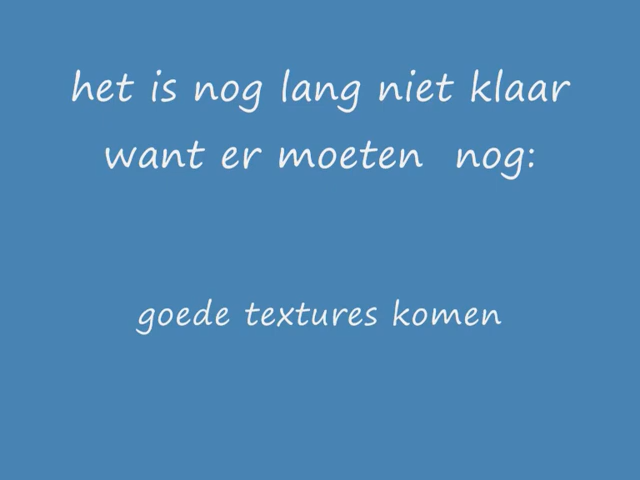 het is nog lang niet klaar
want er moeten  nog:
goede textures komen